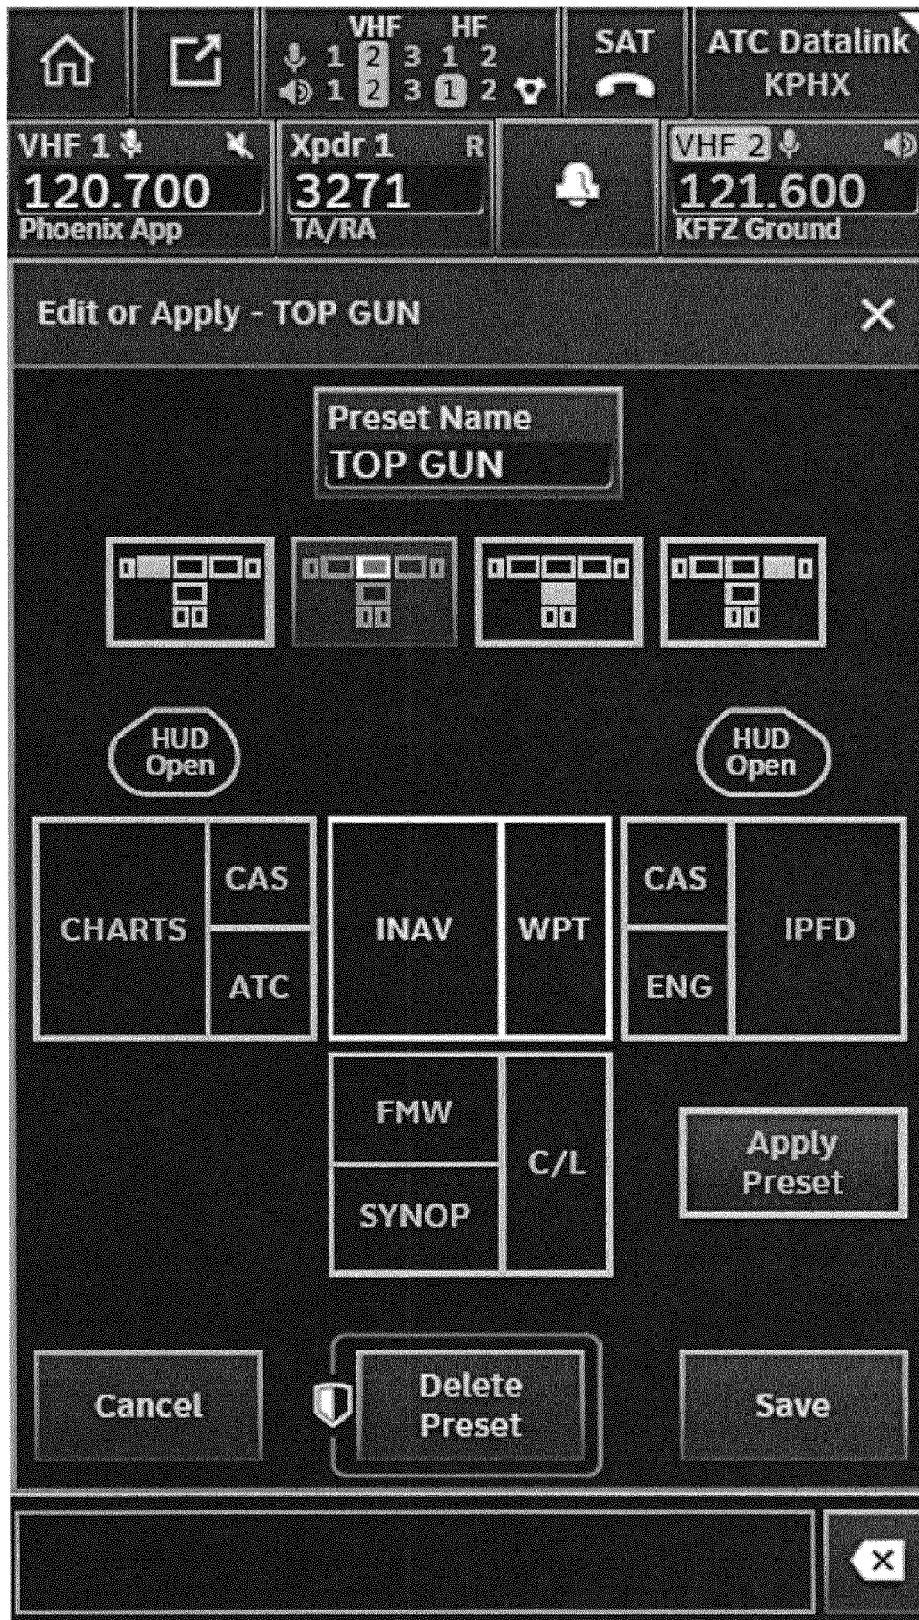 VHF HF
1 2 3 1 2
1 2 3 1 2
SAT
ATC Datalink
KPHX
VHF 1
120.700
Phoenix App
Xpdr 1 R
3271
TA/RA
VHF 2
121.600
KFFZ Ground
Edit or Apply - TOP GUN
Preset Name
TOP GUN
HUD
Open
HUD
Open
CHARTS
CAS
ATC
INAV
WPT
CAS
ENG
IPFD
FMW
SYNOP
C/L
Apply
Preset
Cancel
Delete
Preset
Save